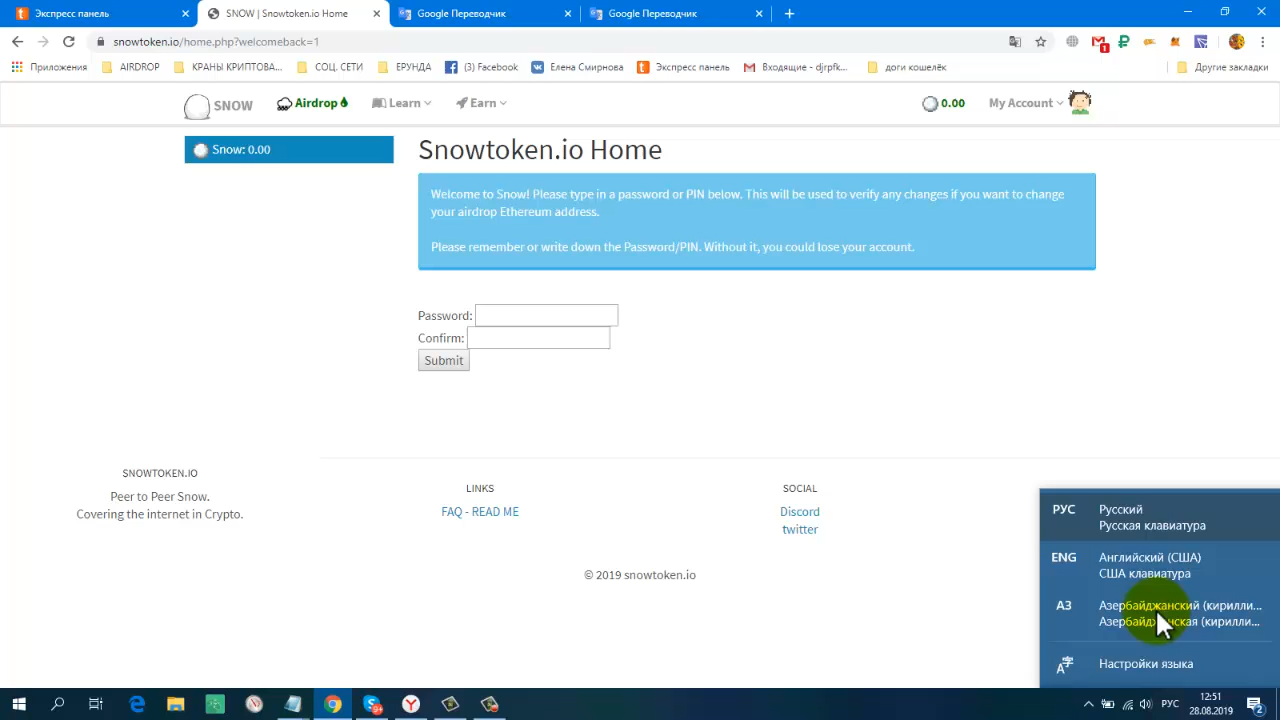 Экспресс панель
SNOW | Snowtoken.io Home
Google Переводчик
Google Переводчик
snowtoken.io/home.php?welcomeback=1
1
Приложения
AIRDROP
КРАНЫ КРИПТОВА...
СОЦ. СЕТИ
ЕРУНДА
(3) Facebook
Елена Смирнова
Экспресс панель
Входящие - djrpfk...
доги кошелёк
Другие закладки
SNOW
Airdrop
Learn
Earn
0.00
My Account
Snow: 0.00
Snowtoken.io Home
Welcome to Snow! Please type in a password or PIN below. This will be used to verify any changes if you want to change
your airdrop Ethereum address.
Please remember or write down the Password/PIN. Without it, you could lose your account.
Password:
Confirm:
Submit
SNOWTOKEN.IO
Peer to Peer Snow.
Covering the internet in Crypto.
LINKS
FAQ - READ ME
SOCIAL
Discord
twitter
© 2019 snowtoken.io
РУС
Русский
Русская клавиатура
ENG
Английский (США)
США клавиатура
АЗ
Азербайджанский (кирилли...
Азербайджанская (кирилли...
Настройки языка
РУС
12:51
28.08.2019
2